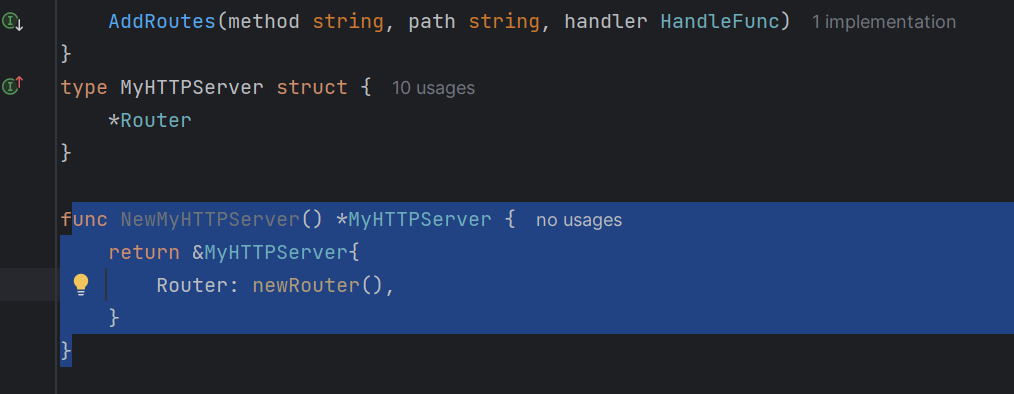 AddRoutes(method string, path string, handler HandleFunc) 1 implementation
}
type MyHTTPServer struct { 10 usages
*Router
}
func NewMyHTTPServer() *MyHTTPServer { no usages
return &MyHTTPServer{
Router: newRouter(),
}
}